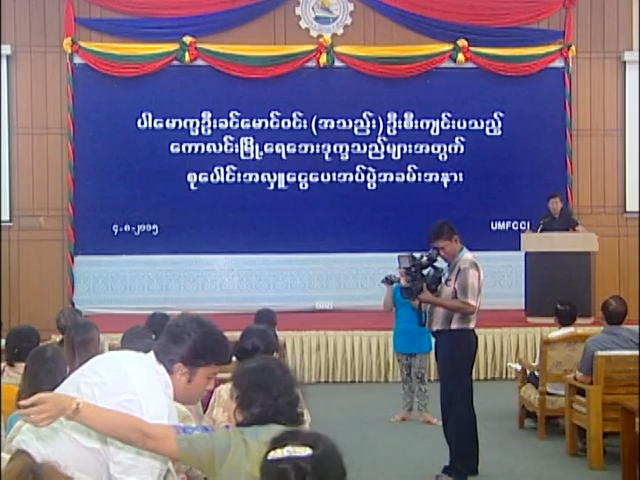 ပါမောက္ခဦးခင်မောင်ဝင်း (အသည်း) ဦးစီးကျင်းပသည့်
ကောလင်းမြို့ရေဘေးဒုက္ခသည်များအတွက်
စုပေါင်းအလှူငွေပေးအပ်ပွဲအခမ်းအနား
၄-၈-၂၀၁၅
UMFCCI